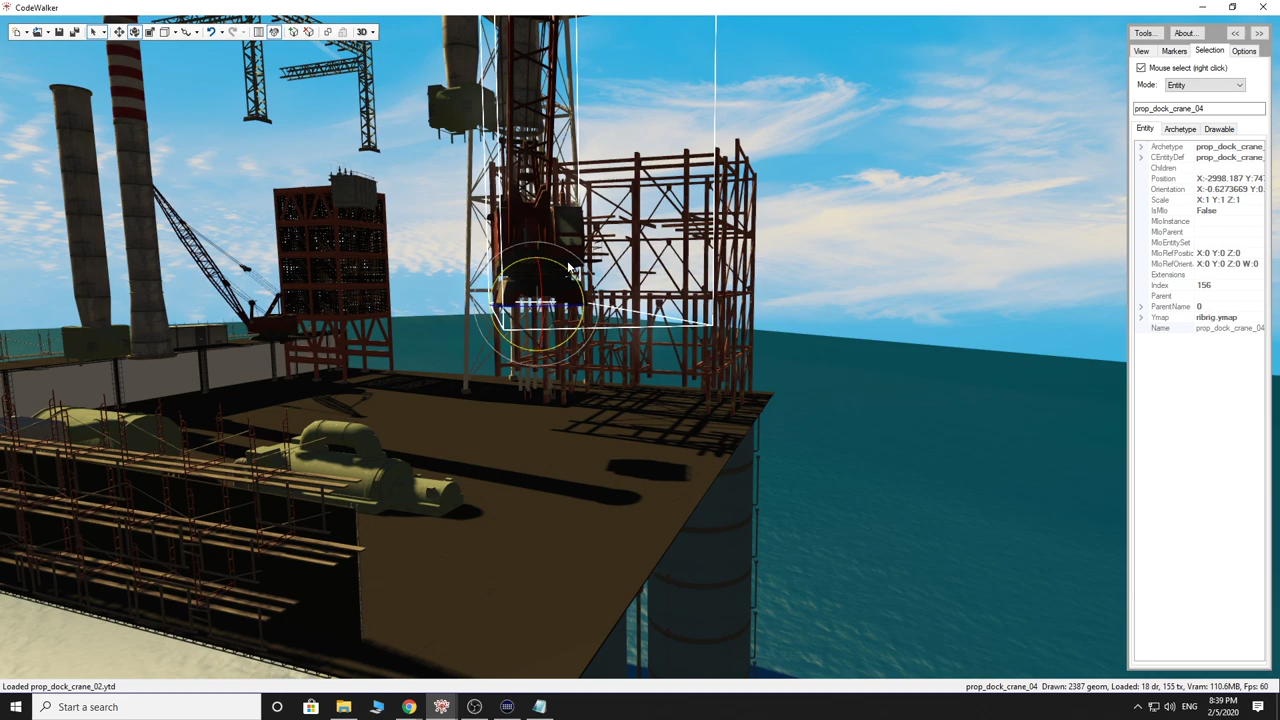 CodeWalker
3D
Tools...
About...
<<
>>
View
Markers
Selection
Options
Mouse select (right click)
Mode:
Entity
prop_dock_crane_04
Entity
Archetype
Drawable
Archetype prop_dock_crane_
CEntityDef prop_dock_crane_
Children
Position X:-2998.187 Y:74
Orientation X:-0.6273669 Y:0.
Scale X:1 Y:1 Z:1
IsMlo False
MloInstance
MloParent
MloEntitySet
MloRefPositic X:0 Y:0 Z:0
MloRefOrient X:0 Y:0 Z:0 W:0
Extensions
Index 156
Parent
ParentName 0
Ymap ribrig.ymap
Name prop_dock_crane_04
Loaded prop_dock_crane_02.ytd
prop_dock_crane_04 Drawn: 2387 geom, Loaded: 18 dr, 155 tx, Vram: 110.6MB, Fps: 60
Start a search
ENG
8:39 PM
2/5/2020